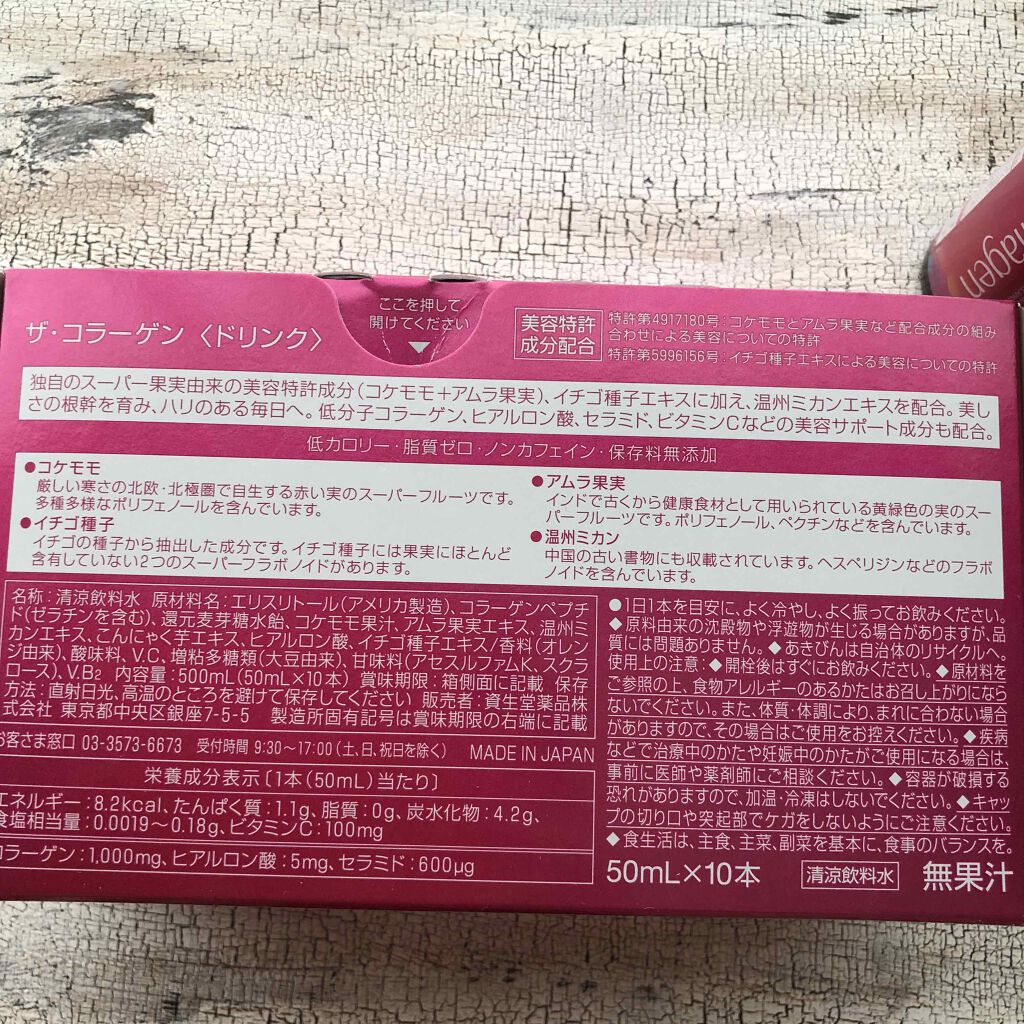 ここを押して
開けてください
ザ・コラーゲン〈ドリンク〉
美容特許
成分配合
特許第4917180号:コケモモとアムラ果実など配合成分の組み
合わせによる美容についての特許
特許第5996156号:イチゴ種子エキスによる美容についての特許
独自のスーパー果実由来の美容特許成分(コケモモ+アムラ果実)、イチゴ種子エキスに加え、温州ミカンエキスを配合。美し
さの根幹を育み、ハリのある毎日へ。低分子コラーゲン、ヒアルロン酸、セラミド、ビタミンCなどの美容サポート成分も配合。
低カロリー・脂質ゼロ・ノンカフェイン・保存料無添加
●コケモモ
厳しい寒さの北欧・北極圏で自生する赤い実のスーパーフルーツです。
多種多様なポリフェノールを含んでいます。
●イチゴ種子
イチゴの種子から抽出した成分です。イチゴ種子には果実にほとんど
含有していない2つのスーパーフラボノイドがあります。
●アムラ果実
インドで古くから健康食材として用いられている黄緑色の実のスー
パーフルーツです。ポリフェノール、ペクチンなどを含んでいます。
●温州ミカン
中国の古い書物にも収載されています。ヘスペリジンなどのフラボ
ノイドを含んでいます。
名称:清涼飲料水 原材料名:エリスリトール(アメリカ製造)、コラーゲンペプチ
ド(ゼラチンを含む)、還元麦芽糖水飴、コケモモ果汁、アムラ果実エキス、温州ミ
カンエキス、こんにゃく芋エキス、ヒアルロン酸、イチゴ種子エキス/香料(オレン
ジ由来)、酸味料、V.C、増粘多糖類(大豆由来)、甘味料(アセスルファムK、スクラ
ロース)、V.B₂ 内容量:500mL(50mL×10本) 賞味期限:箱側面に記載 保存
方法:直射日光、高温のところを避けて保存してください 販売者:資生堂薬品株
式会社 東京都中央区銀座7-5-5 製造所固有記号は賞味期限の右端に記載
お客さま窓口 03-3573-6673 受付時間 9:30~17:00(土、日、祝日を除く) MADE IN JAPAN
栄養成分表示〔1本(50mL)当たり〕
エネルギー:8.2kcal、たんぱく質:1.1g、脂質:0g、炭水化物:4.2g、
食塩相当量:0.0019~0.18g、ビタミンC:100mg
コラーゲン:1,000mg、ヒアルロン酸:5mg、セラミド:600μg
●1日1本を目安に、よく冷やし、よく振ってお飲みください。
◆原料由来の沈殿物や浮遊物が生じる場合がありますが、品
質には問題ありません。◆あきびんは自治体のリサイクルへ。
使用上の注意:◆開栓後はすぐにお飲みください。◆原材料を
ご参照の上、食物アレルギーのあるかたはお召し上がりになら
ないでください。また、体質・体調により、まれに合わない場合
がありますので、その場合はご使用をお控えください。◆疾病
などで治療中のかたや妊娠中のかたがご使用になる場合は、
事前に医師や薬剤師にご相談ください。◆容器が破損する
恐れがありますので、加温・冷凍はしないでください。◆キャッ
プの切り口や突起部でケガをしないようにご注意ください。
◆食生活は、主食、主菜、副菜を基本に、食事のバランスを。
50mL×10本 清涼飲料水 無果汁